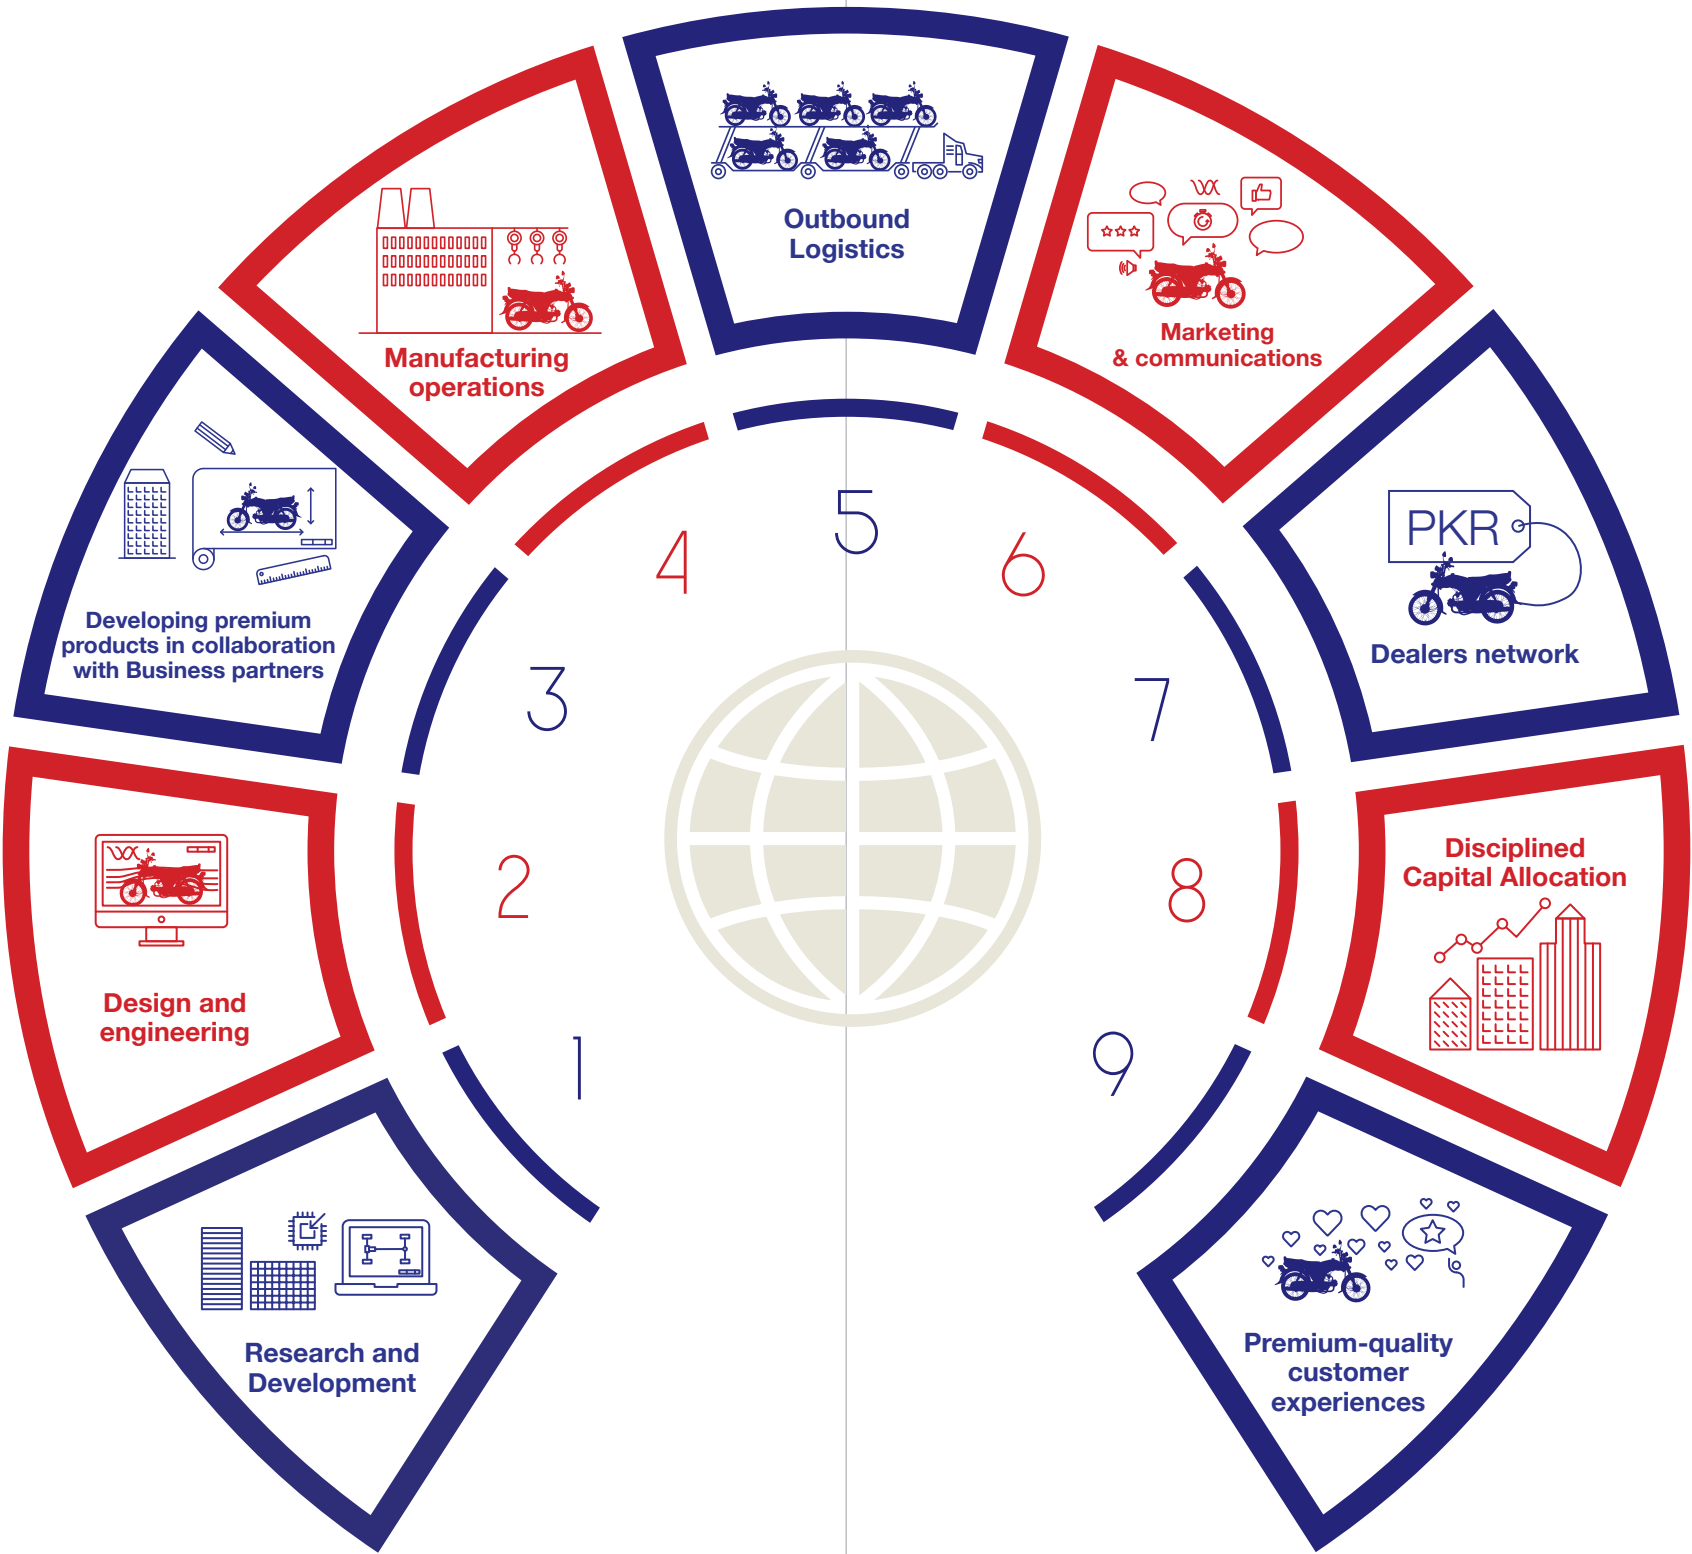 Outbound
Logistics
Manufacturing
operations
Marketing
& communications
Developing premium
products in collaboration
with Business partners
PKR
Dealers network
Design and
engineering
Disciplined
Capital Allocation
Research and
Development
Premium-quality
customer
experiences
1
2
3
4
5
6
7
8
9